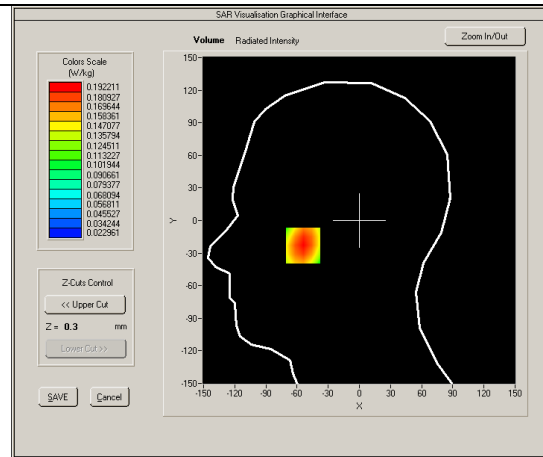 SAR Visualisation Graphical Interface
Volume Radiated Intensity
Zoom In/Out
Colors Scale
(W/kg)
0.192211
0.180927
0.169644
0.158361
0.147077
0.135794
0.124511
0.113227
0.101944
0.090661
0.079377
0.068094
0.056811
0.045527
0.034244
0.022961
Z-Cuts Control
<< Upper Cut
Z = 0.3 mm
Lower Cut >>
SAVE Cancel
150
120
90
60
30
0
-30
-60
-90
-120
-150
Y
-150 -120 -90 -60 -30 0 30 60 90 120 150
X